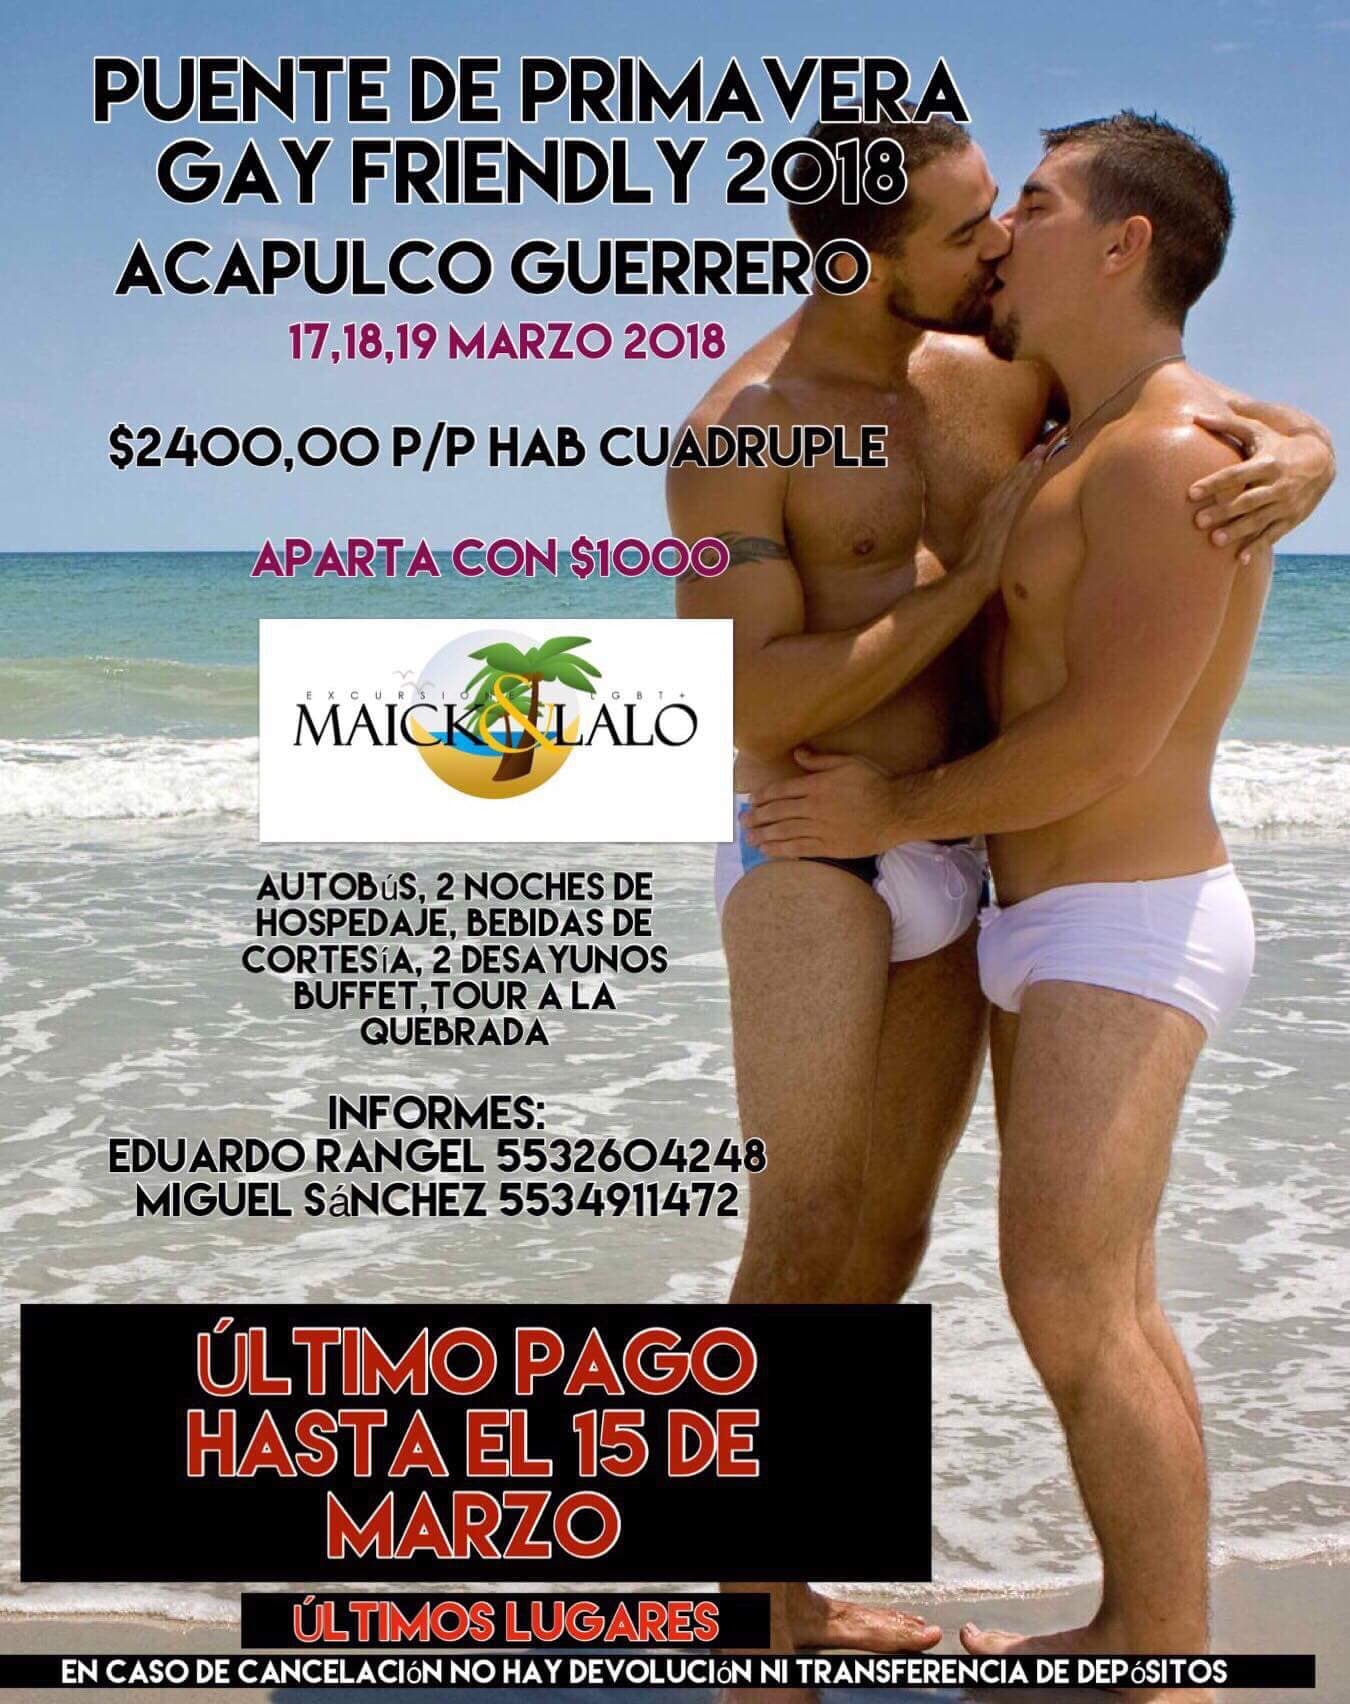 PUENTE DE PRIMAVERA
GAY FRIENDLY 2018
ACAPULCO GUERRERO
17,18,19 MARZO 2018
$2400,00 P/P HAB CUADRUPLE
APARTA CON $1000
EXCURSIONES LGBT+
MAICK&LALO
AUTOBúS, 2 NOCHES DE
HOSPEDAJE, BEBIDAS DE
CORTESíA, 2 DESAYUNOS
BUFFET,TOUR A LA
QUEBRADA
INFORMES:
EDUARDO RANGEL 5532604248
MIGUEL SáNCHEZ 5534911472
ÚLTIMO PAGO
HASTA EL 15 DE
MARZO
ÚLTIMOS LUGARES
EN CASO DE CANCELACIóN NO HAY DEVOLUCIóN NI TRANSFERENCIA DE DEPóSITOS